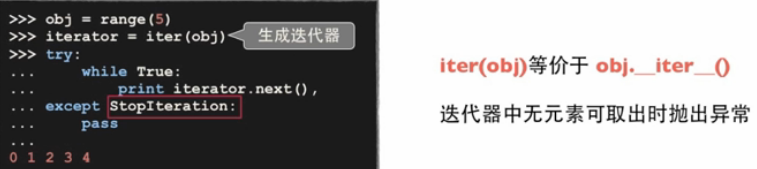 >>> obj = range(5)
>>> iterator = iter(obj)
生成迭代器
>>> try:
...     while True:
...         print iterator.next(),
... except StopIteration:
...     pass
...
0 1 2 3 4
iter(obj)等价于 obj.__iter__()
迭代器中无元素可取出时抛出异常